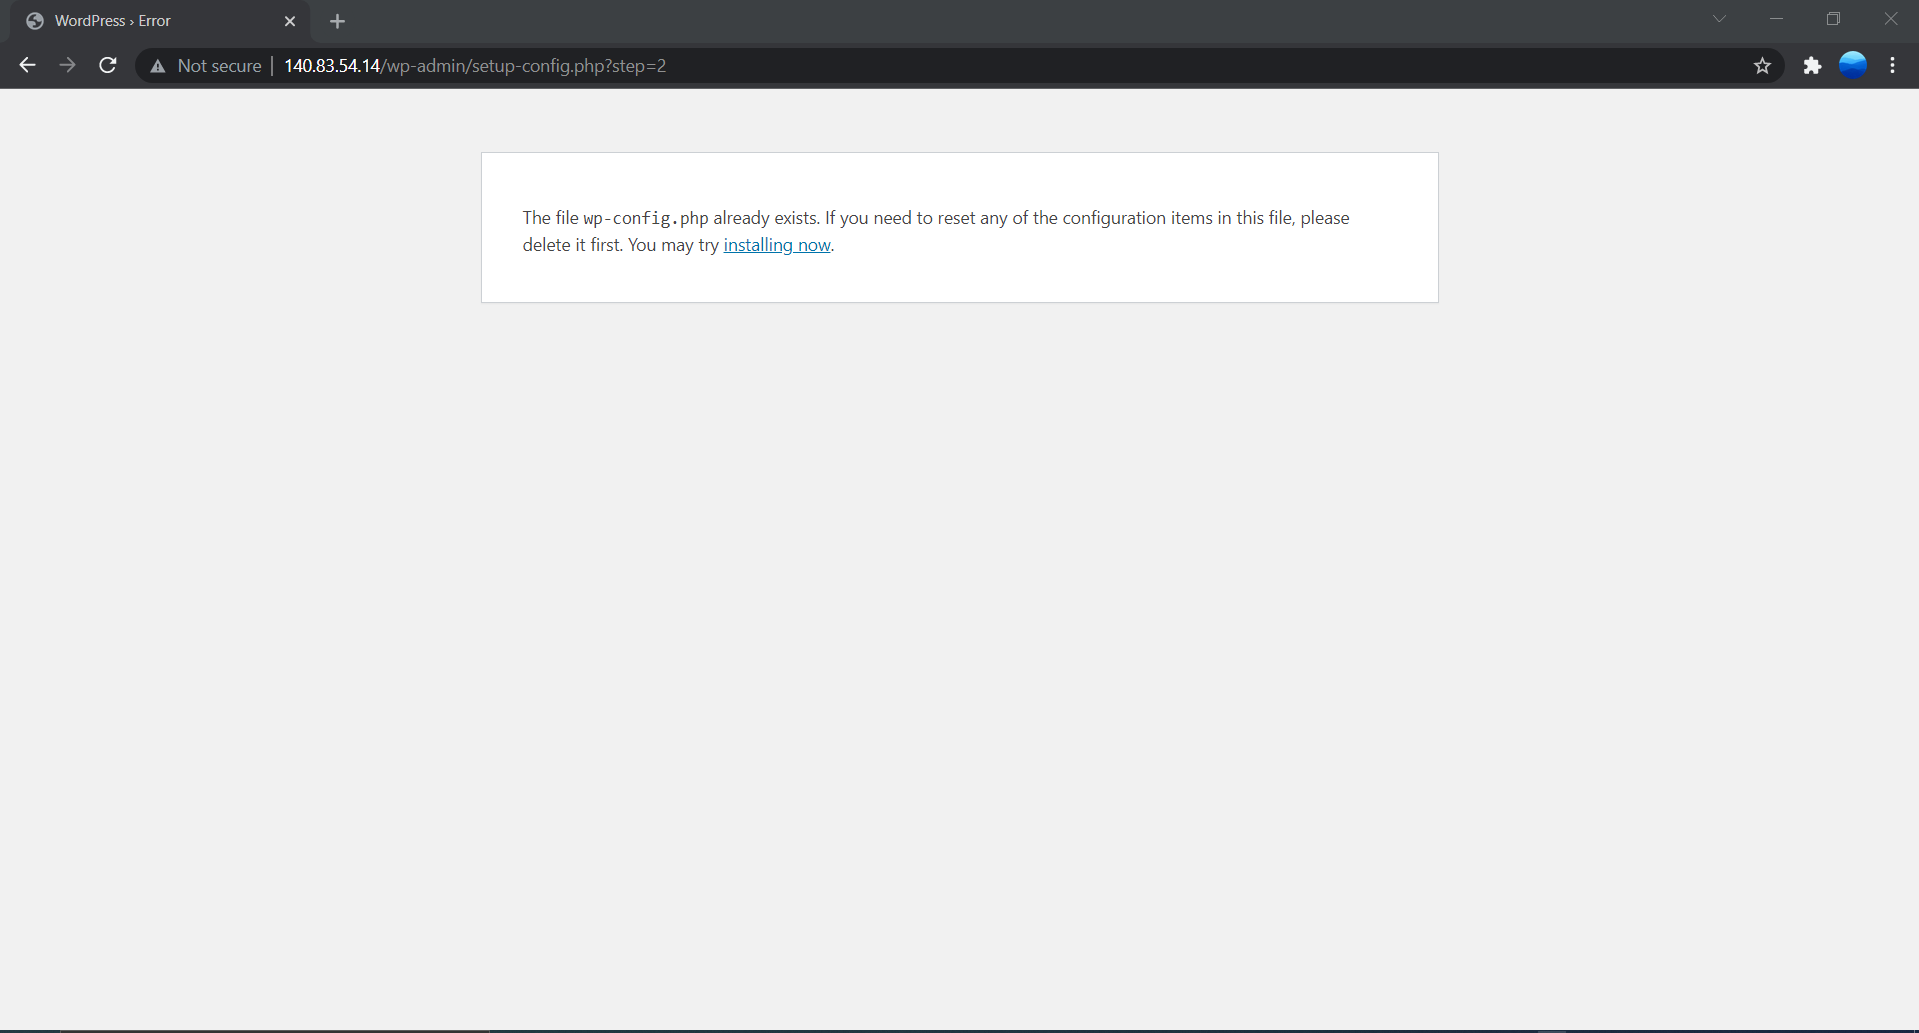 WordPress › Error
Not secure | 140.83.54.14/wp-admin/setup-config.php?step=2
The file wp-config.php already exists. If you need to reset any of the configuration items in this file, please
delete it first. You may try installing now.